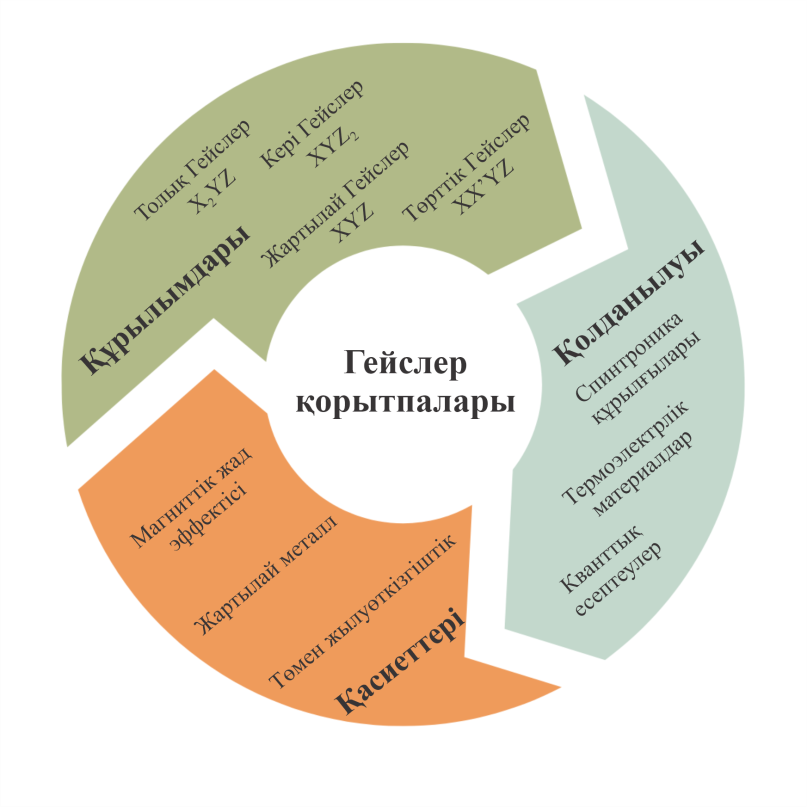 Гейслер
қорытпалары
Құрылымдары
Толық Гейслер
X₂YZ
Кері Гейслер
XYZ₂
Жартылай Гейслер
XYZ
Төрттік Гейслер
XX’YZ
Қолданылуы
Спинтроника
құрылғылары
Термоэлектрлік
материалдар
Кванттық
есептеулер
Магниттік жад
эффектісі
Жартылай металл
Төмен жылуөткізгіштік
Қасиеттері